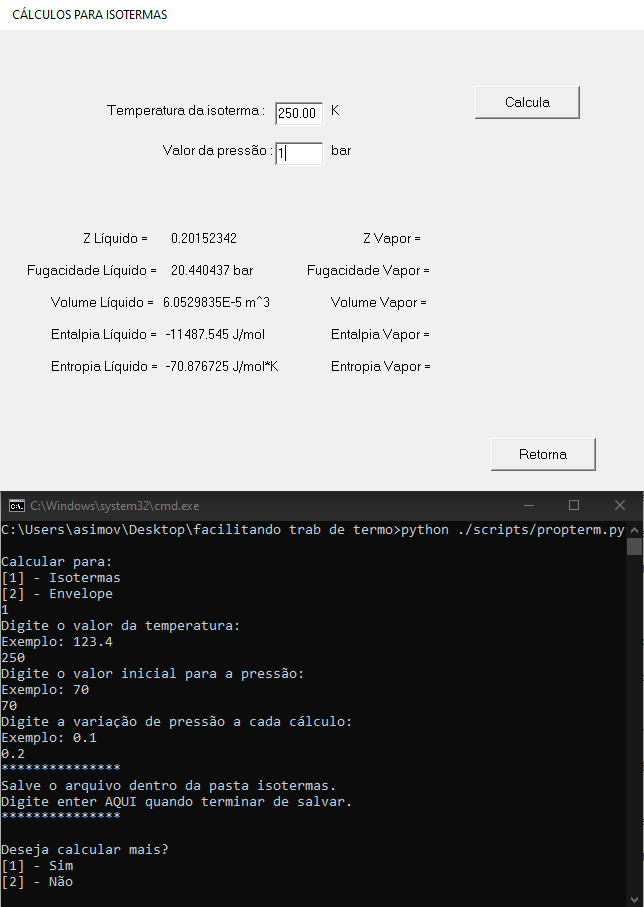 CÁLCULOS PARA ISOTERMAS
Temperatura da isoterma : 250.00 K
Calcula
Valor da pressão : 1 bar
Z Líquido = 0.20152342 Z Vapor =
Fugacidade Líquido = 20.440437 bar Fugacidade Vapor =
Volume Líquido = 6.0529835E-5 m^3 Volume Vapor =
Entalpia Líquido = -11487.545 J/mol Entalpia Vapor =
Entropia Líquido = -70.876725 J/mol*K Entropia Vapor =
Retorna
C:\Windows\system32\cmd.exe
C:\Users\asimov\Desktop\facilitando trab de termo>python ./scripts/propterm.py
Calcular para:
[1] - Isotermas
[2] - Envelope
1
Digite o valor da temperatura:
Exemplo: 123.4
250
Digite o valor inicial para a pressão:
Exemplo: 70
70
Digite a variação de pressão a cada cálculo:
Exemplo: 0.1
0.2
***************
Salve o arquivo dentro da pasta isotermas.
Digite enter AQUI quando terminar de salvar.
***************
Deseja calcular mais?
[1] - Sim
[2] - Não